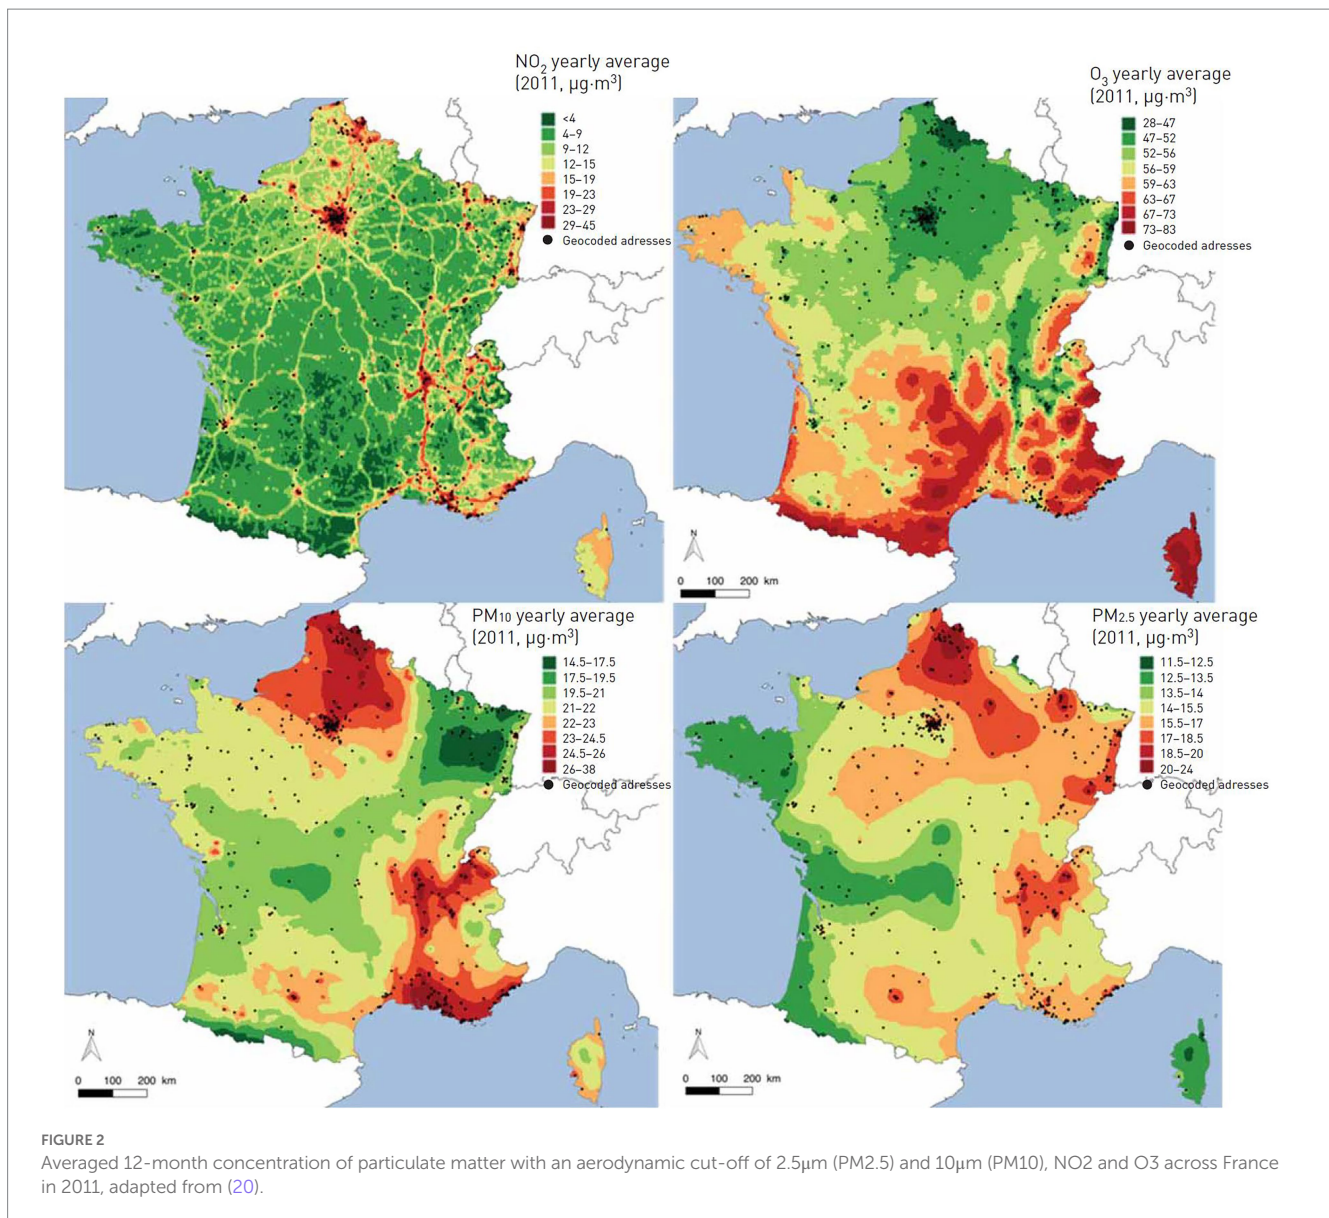 NO2 yearly average
(2011, µg·m³)
<4
4–9
9–12
12–15
15–19
19–23
23–29
29–45
Geocoded adresses
O3 yearly average
(2011, µg·m³)
28–47
47–52
52–56
56–59
59–63
63–67
67–73
73–83
Geocoded adresses
N
0 100 200 km
PM10 yearly average
(2011, µg·m³)
14.5–17.5
17.5–19.5
19.5–21
21–22
22–23
23–24.5
24.5–26
26–38
Geocoded adresses
N
0 100 200 km
PM2.5 yearly average
(2011, µg·m³)
11.5–12.5
12.5–13.5
13.5–14
14–15.5
15.5–17
17–18.5
18.5–20
20–24
Geocoded adresses
N
0 100 200 km
FIGURE 2
Averaged 12-month concentration of particulate matter with an aerodynamic cut-off of 2.5μm (PM2.5) and 10μm (PM10), NO2 and O3 across France
in 2011, adapted from (20).